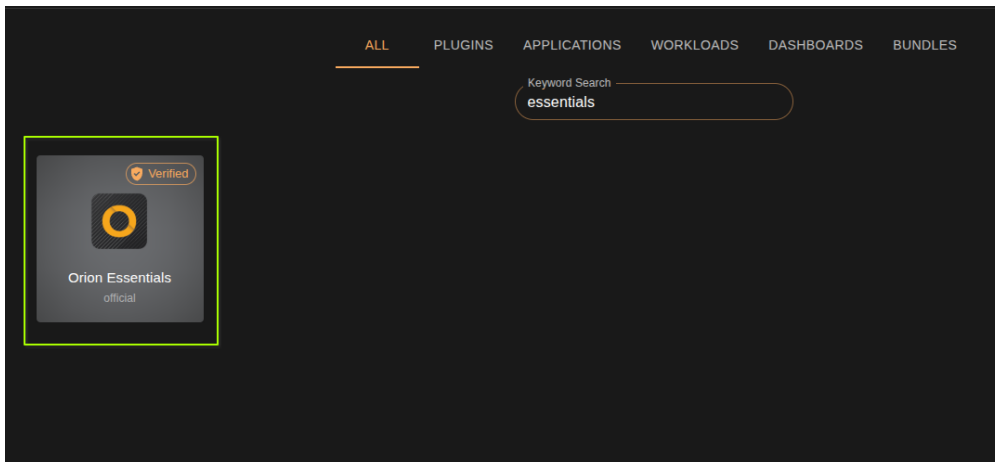 ALL PLUGINS APPLICATIONS WORKLOADS DASHBOARDS BUNDLES
Keyword Search
essentials
Verified
Orion Essentials
official